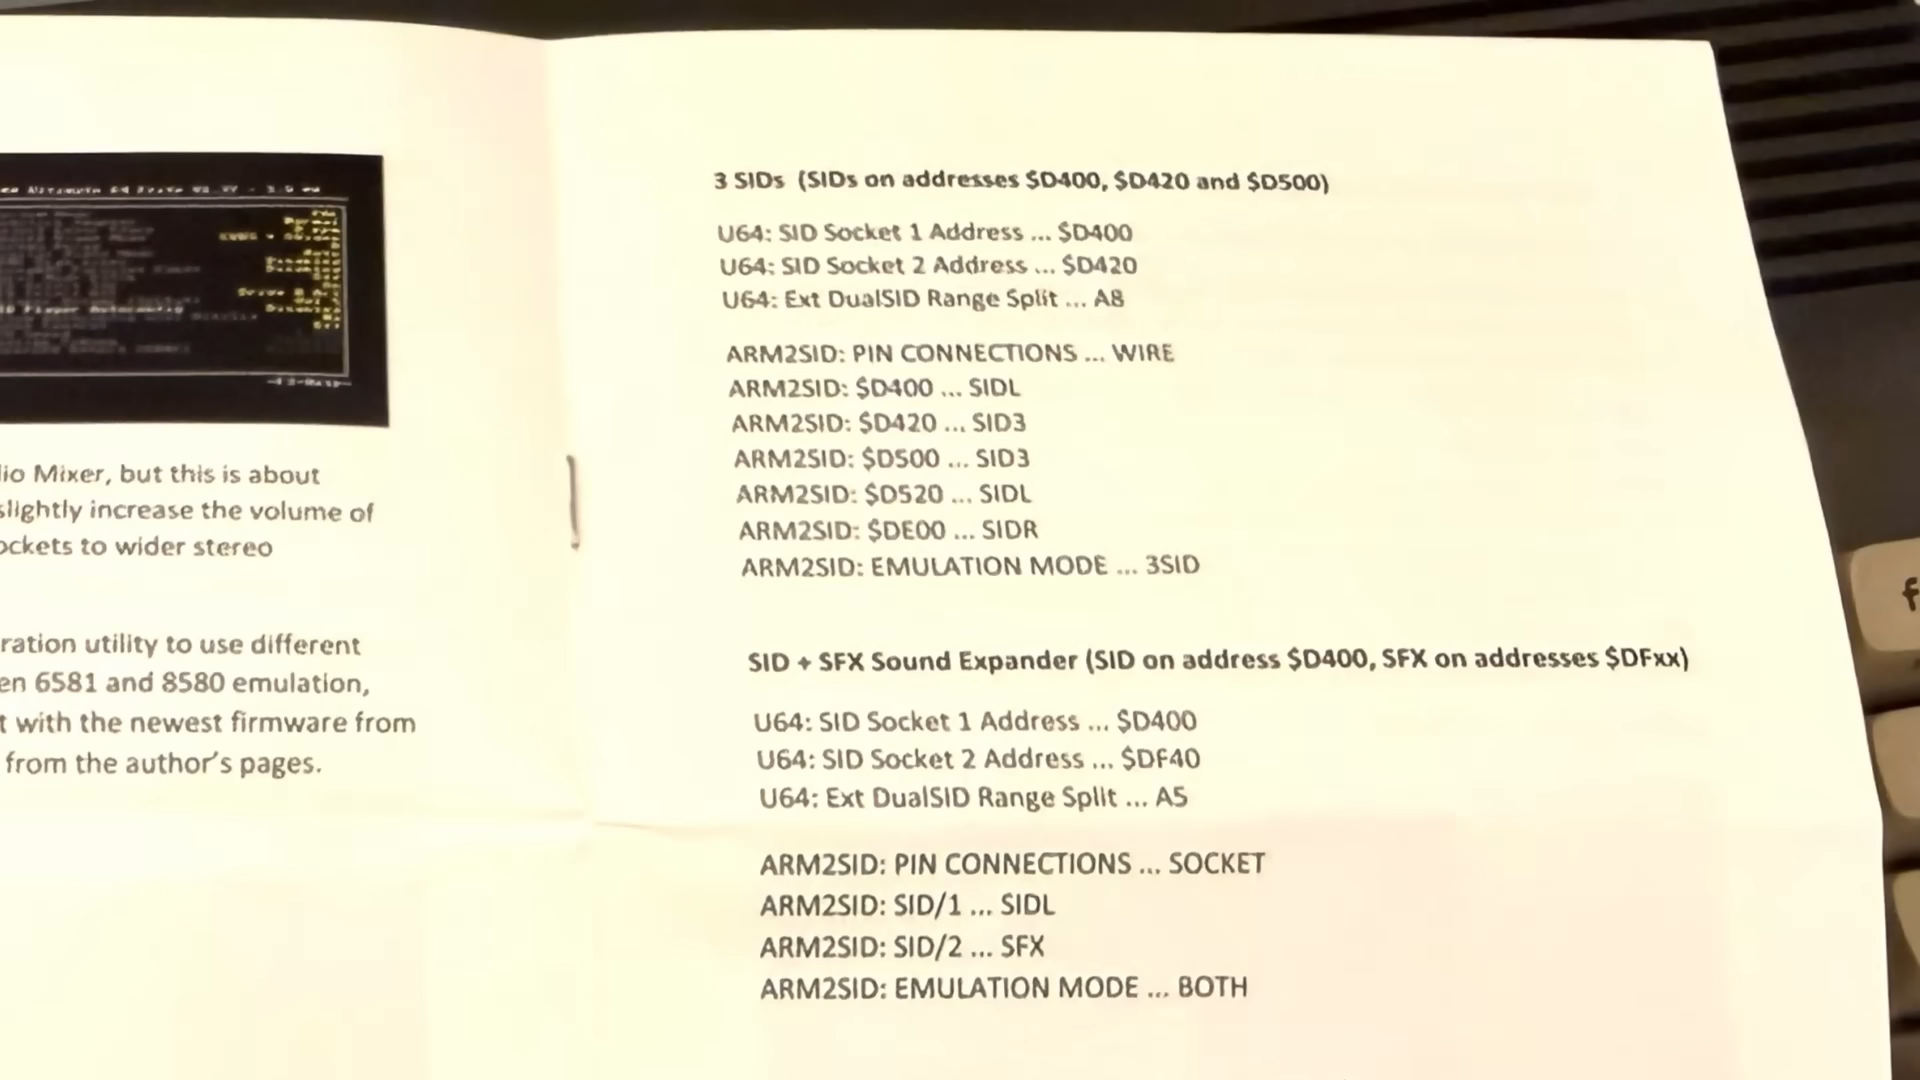 io Mixer, but this is about
slightly increase the volume of
ockets to wider stereo
ration utility to use different
en 6581 and 8580 emulation,
t with the newest firmware from
from the author's pages.
3 SIDs (SIDs on addresses $D400, $D420 and $D500)
U64: SID Socket 1 Address ... $D400
U64: SID Socket 2 Address ... $D420
U64: Ext DualSID Range Split ... A8
ARM2SID: PIN CONNECTIONS ... WIRE
ARM2SID: $D400 ... SIDL
ARM2SID: $D420 ... SID3
ARM2SID: $D500 ... SID3
ARM2SID: $D520 ... SIDL
ARM2SID: $DE00 ... SIDR
ARM2SID: EMULATION MODE ... 3SID
SID + SFX Sound Expander (SID on address $D400, SFX on addresses $DFxx)
U64: SID Socket 1 Address ... $D400
U64: SID Socket 2 Address ... $DF40
U64: Ext DualSID Range Split ... A5
ARM2SID: PIN CONNECTIONS ... SOCKET
ARM2SID: SID/1 ... SIDL
ARM2SID: SID/2 ... SFX
ARM2SID: EMULATION MODE ... BOTH
f